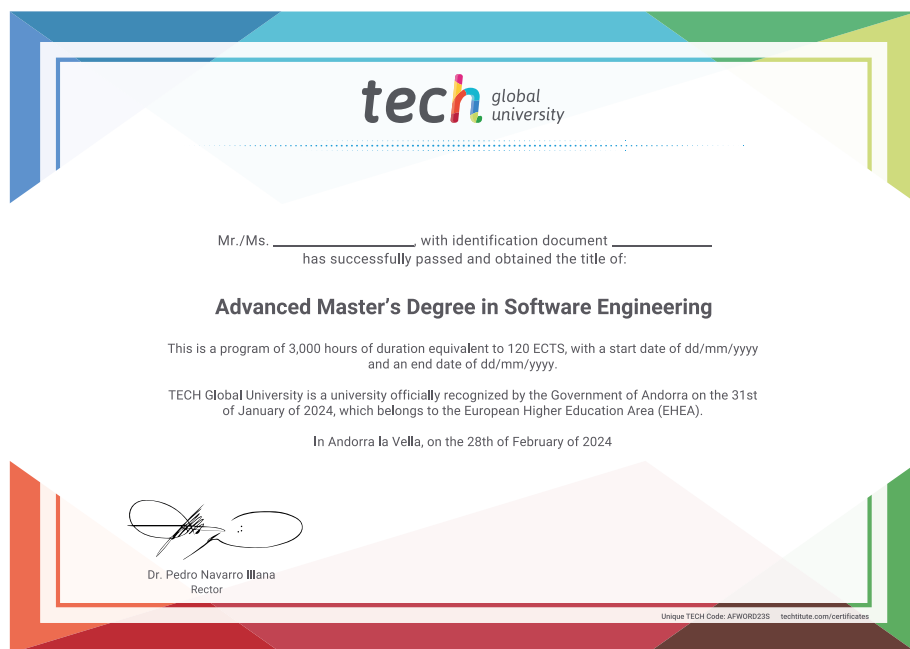 tech global university
Mr./Ms. ____________, with identification document ____________
has successfully passed and obtained the title of:
Advanced Master’s Degree in Software Engineering
This is a program of 3,000 hours of duration equivalent to 120 ECTS, with a start date of dd/mm/yyyy
and an end date of dd/mm/yyyy.
TECH Global University is a university officially recognized by the Government of Andorra on the 31st
of January of 2024, which belongs to the European Higher Education Area (EHEA).
In Andorra la Vella, on the 28th of February of 2024
Dr. Pedro Navarro Illana
Rector
Unique TECH Code: AFWORD23S techtitute.com/certificates